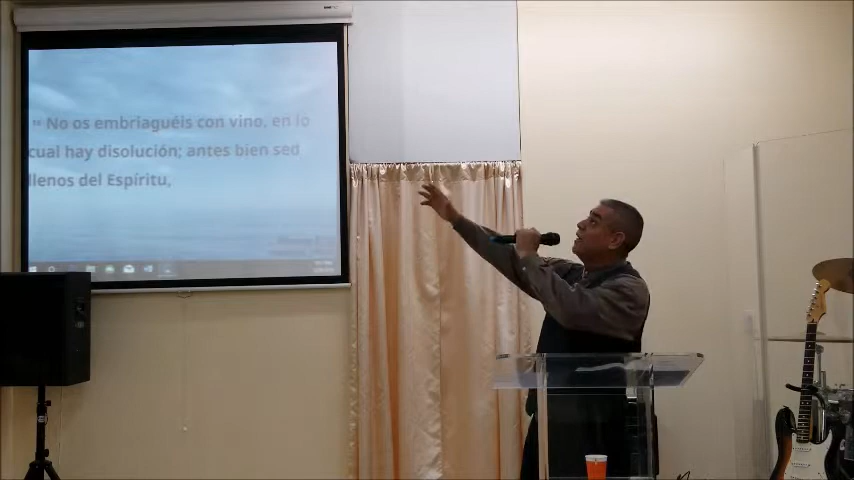 18 No os embriaguéis con vino, en lo
cual hay disolución; antes bien sed
llenos del Espíritu,